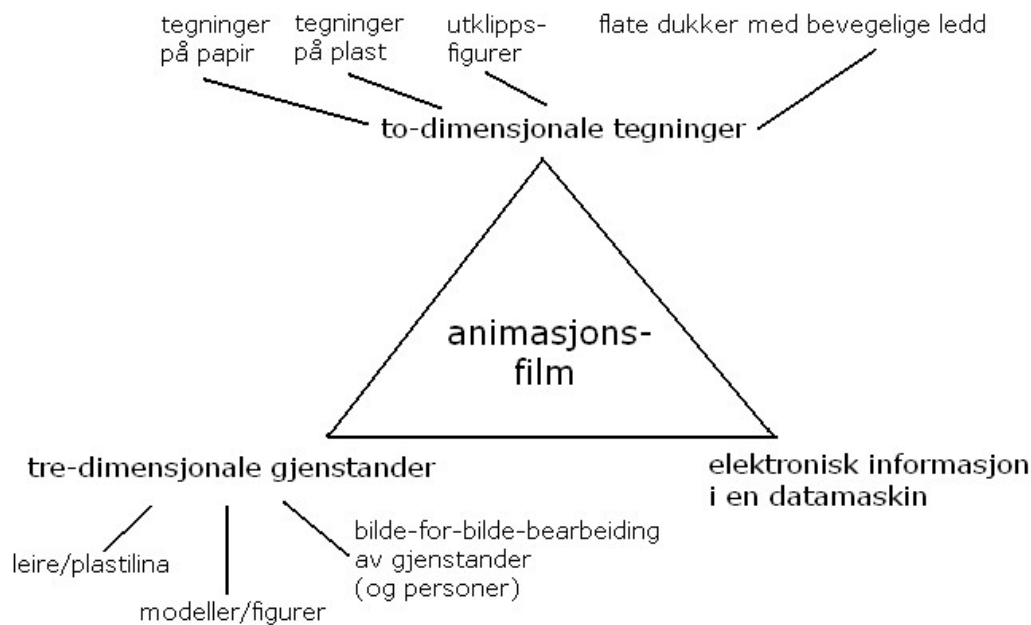 tegninger
på papir
tegninger
på plast
utklipps-
figurer
flate dukker med bevegelige ledd
to-dimensjonale tegninger
animasjons-
film
tre-dimensjonale gjenstander
elektronisk informasjon
i en datamaskin
leire/plastilina
modeller/figurer
bilde-for-bilde-bearbeiding
av gjenstander
(og personer)